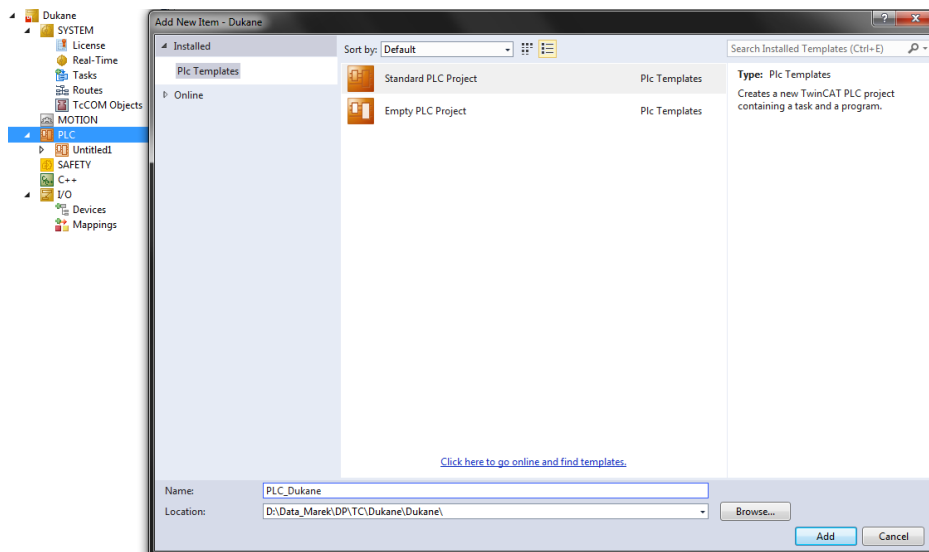 Dukane
SYSTEM
License
Real-Time
Tasks
Routes
TcCOM Objects
MOTION
PLC
Untitled1
SAFETY
C++
I/O
Devices
Mappings
Add New Item - Dukane
Installed
Plc Templates
Online
Sort by: Default
Search Installed Templates (Ctrl+E)
Standard PLC Project Plc Templates
Empty PLC Project Plc Templates
Type: Plc Templates
Creates a new TwinCAT PLC project
containing a task and a program.
Click here to go online and find templates.
Name: PLC_Dukane
Location: D:\Data_Marek\DP\TC\Dukane\Dukane\
Browse...
Add Cancel